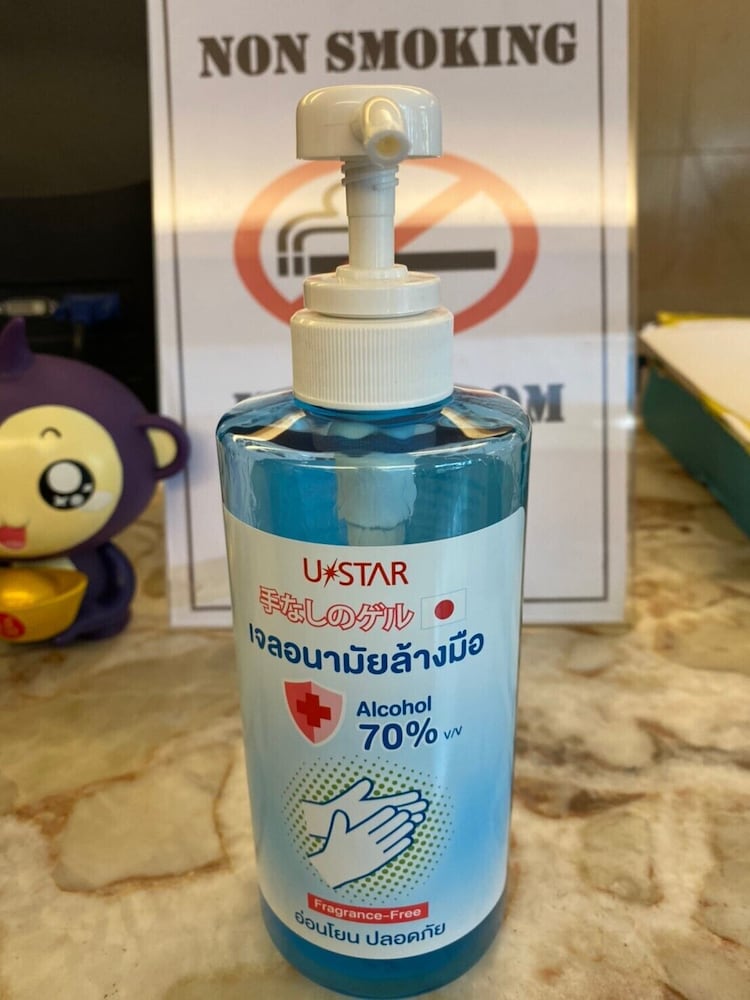 NON SMOKING
OM
U★STAR
手なしのゲル
เจลอนามัยล้างมือ
Alcohol
70% v/v
Fragrance-Free
อ่อนโยน ปลอดภัย